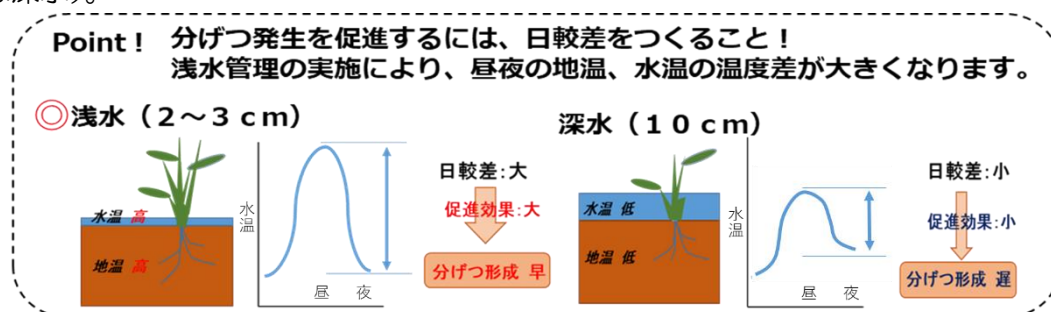 Point！ 分げつ発生を促進するには、日較差をつくること！
浅水管理の実施により、昼夜の地温、水温の温度差が大きくなります。
◎浅水（２～３ｃｍ）
水温 高
地温 高
水温
昼 夜
日較差：大
促進効果：大
分げつ形成 早
深水（１０ｃｍ）
水温 低
地温 低
水温
昼 夜
日較差：小
促進効果：小
分げつ形成 遅